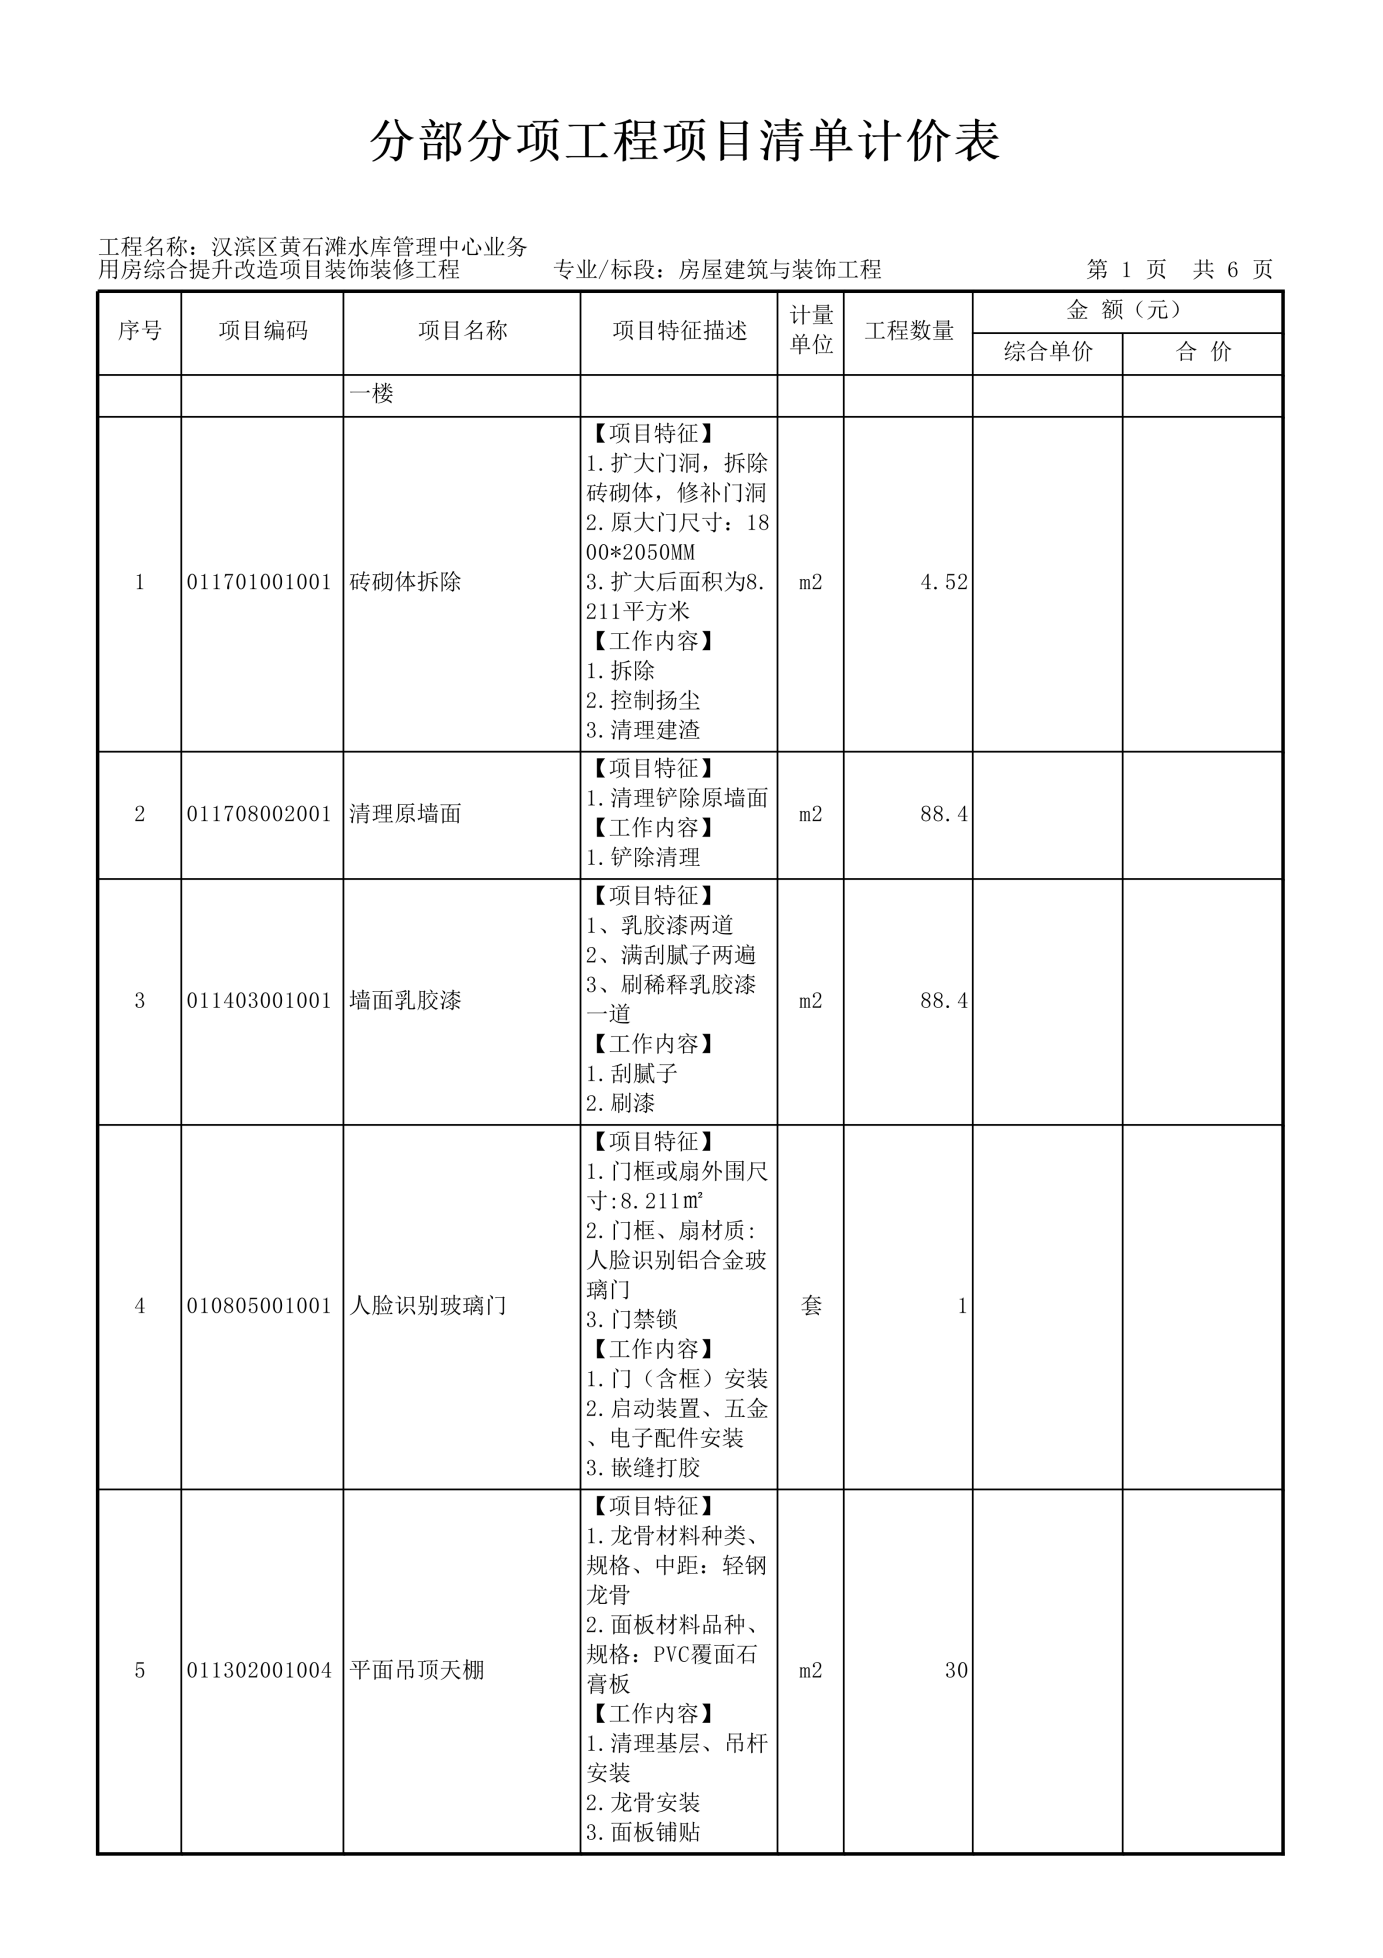 分部分项工程项目清单计价表
工程名称：汉滨区黄石滩水库管理中心业务
用房综合提升改造项目装饰装修工程 专业/标段：房屋建筑与装饰工程 第 1 页 共 6 页
序号 项目编码 项目名称 项目特征描述 计量
单位 工程数量 金 额（元）
综合单价 合 价
一楼
1 011701001001 砖砌体拆除
【项目特征】
1.扩大门洞，拆除
砖砌体，修补门洞
2.原大门尺寸：18
00*2050MM
3.扩大后面积为8.
211平方米
【工作内容】
1.拆除
2.控制扬尘
3.清理建渣
m2 4.52
2 011708002001 清理原墙面
【项目特征】
1.清理铲除原墙面
【工作内容】
1.铲除清理
m2 88.4
3 011403001001 墙面乳胶漆
【项目特征】
1、乳胶漆两道
2、满刮腻子两遍
3、刷稀释乳胶漆
一道
【工作内容】
1.刮腻子
2.刷漆
m2 88.4
4 010805001001 人脸识别玻璃门
【项目特征】
1.门框或扇外围尺
寸:8.211㎡
2.门框、扇材质:
人脸识别铝合金玻
璃门
3.门禁锁
【工作内容】
1.门（含框）安装
2.启动装置、五金
、电子配件安装
3.嵌缝打胶
套 1
5 011302001004 平面吊顶天棚
【项目特征】
1.龙骨材料种类、
规格、中距：轻钢
龙骨
2.面板材料品种、
规格：PVC覆面石
膏板
【工作内容】
1.清理基层、吊杆
安装
2.龙骨安装
3.面板铺贴
m2 30